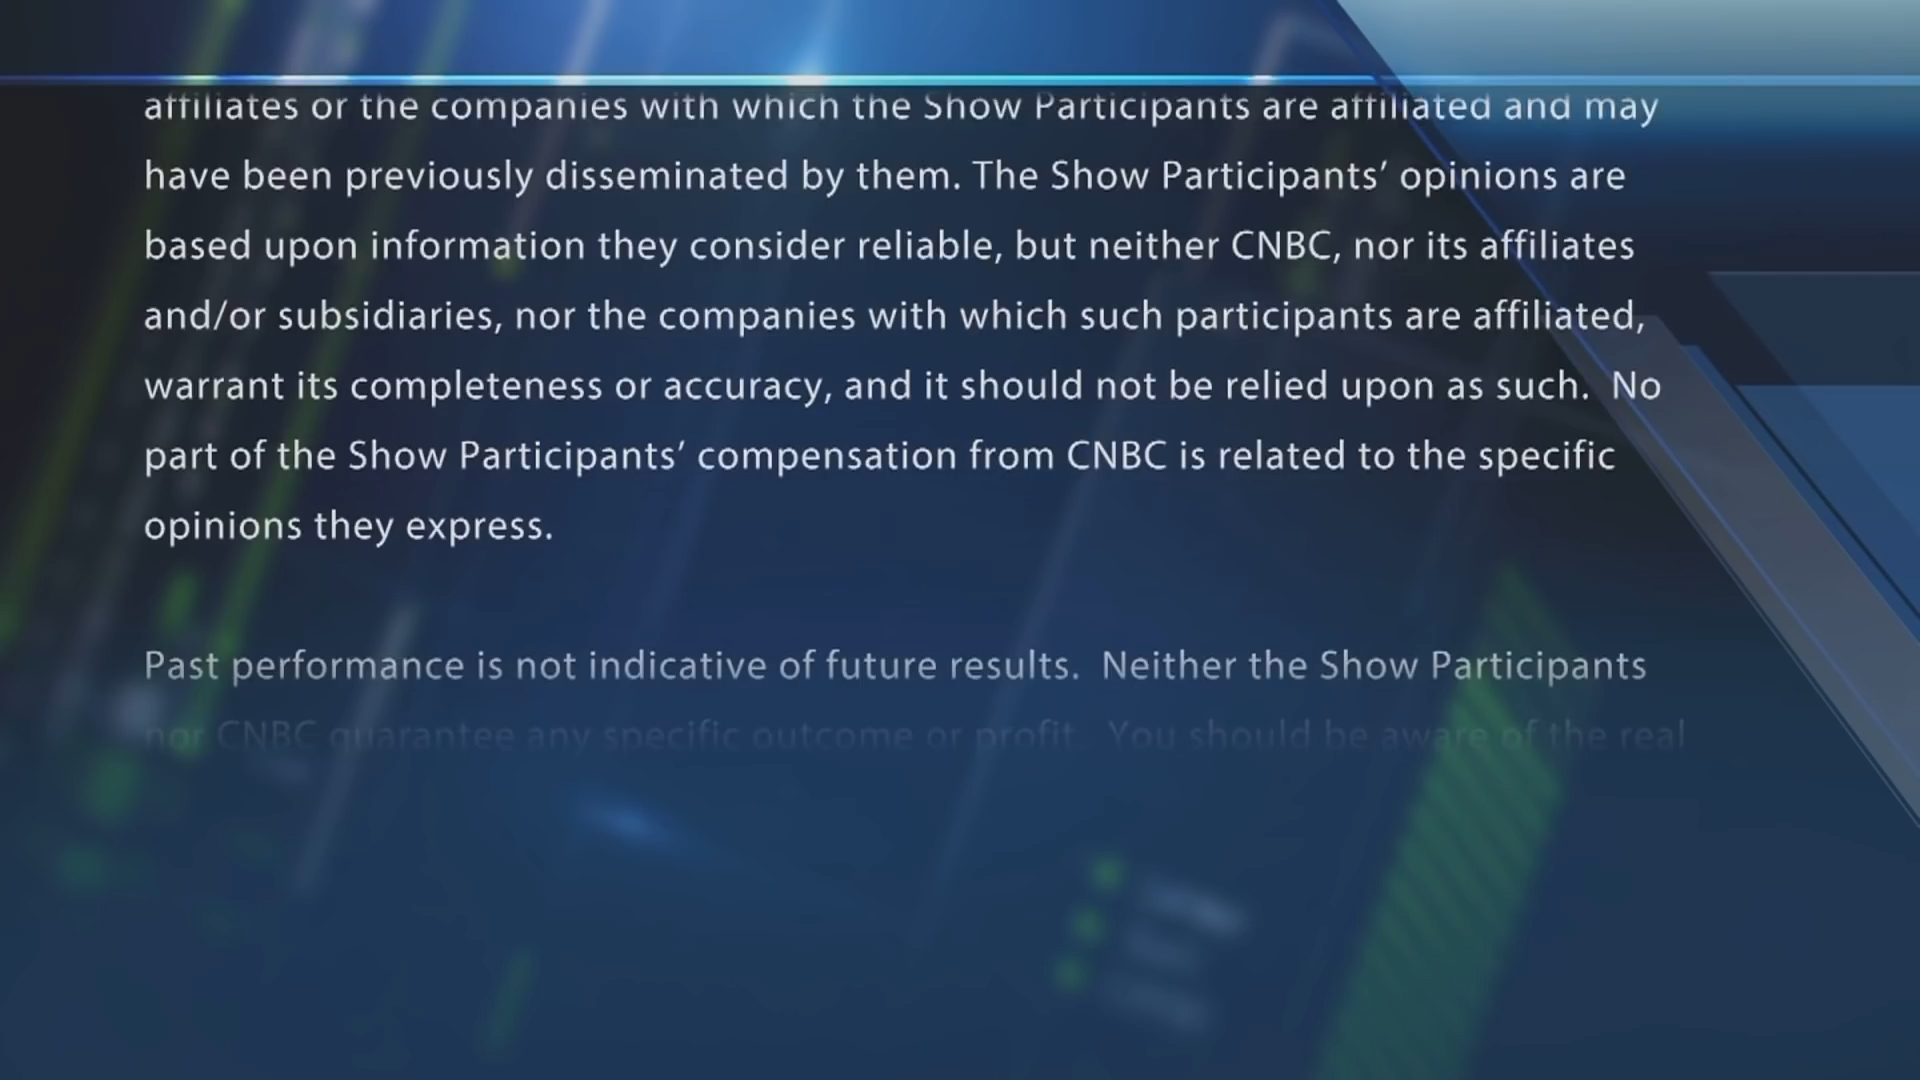 affiliates or the companies with which the Show Participants are affiliated and may
have been previously disseminated by them. The Show Participants’ opinions are
based upon information they consider reliable, but neither CNBC, nor its affiliates
and/or subsidiaries, nor the companies with which such participants are affiliated,
warrant its completeness or accuracy, and it should not be relied upon as such.  No
part of the Show Participants’ compensation from CNBC is related to the specific
opinions they express.
Past performance is not indicative of future results.  Neither the Show Participants
nor CNBC guarantee any specific outcome or profit.  You should be aware of the real